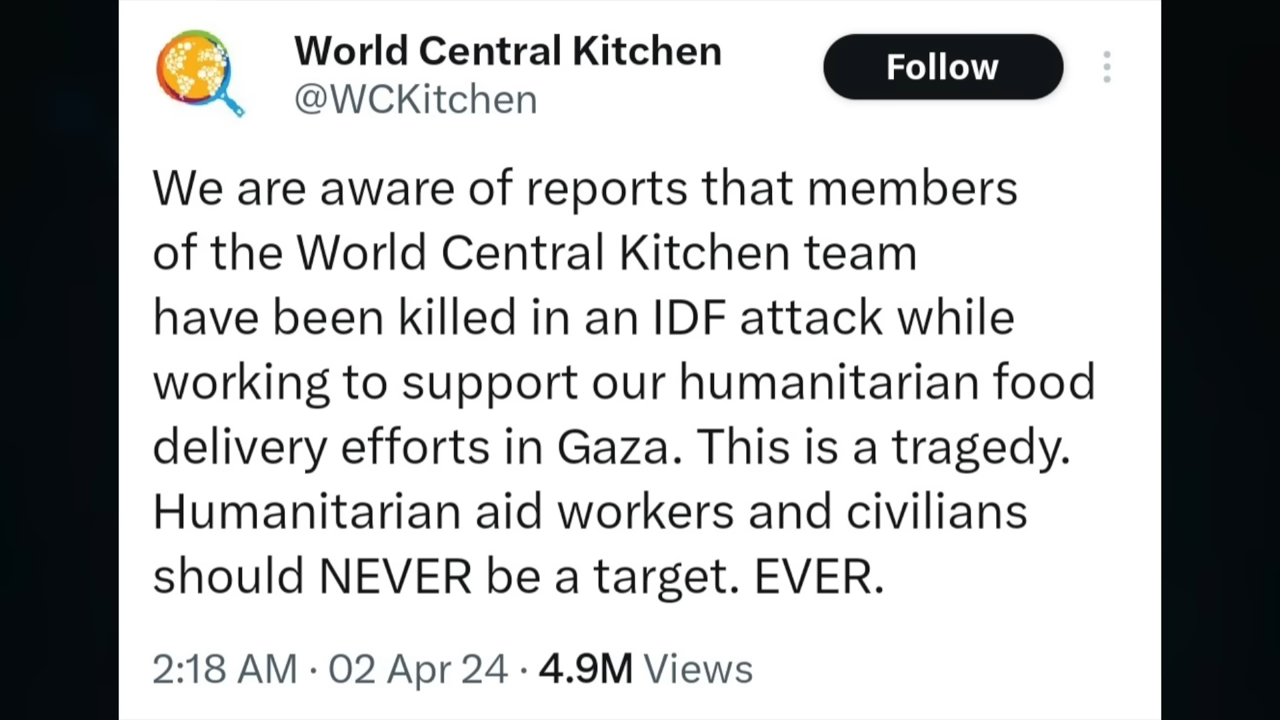 World Central Kitchen
Follow
@WCKitchen
We are aware of reports that members
of the World Central Kitchen team
have been killed in an IDF attack while
working to support our humanitarian food
delivery efforts in Gaza. This is a tragedy.
Humanitarian aid workers and civilians
should NEVER be a target. EVER.
2:18 AM · 02 Apr 24 · 4.9M Views